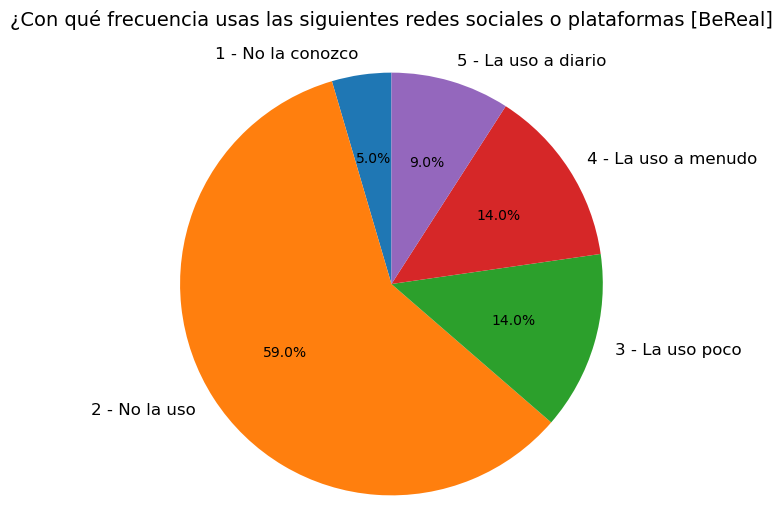 ¿Con qué frecuencia usas las siguientes redes sociales o plataformas [BeReal]
1 - No la conozco
5 - La uso a diario
5.0%
9.0%
4 - La uso a menudo
14.0%
14.0%
3 - La uso poco
59.0%
2 - No la uso